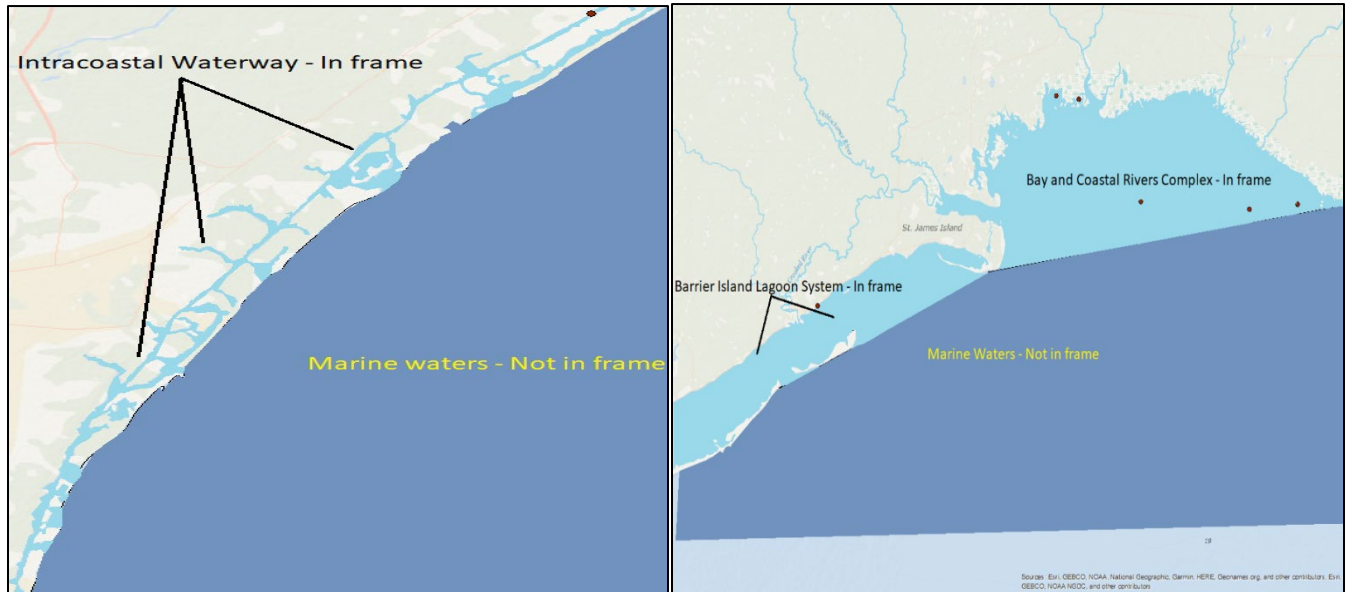 Intracoastal Waterway - In frame
Marine waters - Not in frame
Bay and Coastal Rivers Complex - In frame
St. James Island
Barrier Island Lagoon System - In frame
Marine Waters - Not in frame
Sources: Esri, GEBCO, NOAA, National Geographic, Garmin, HERE, Geonames.org, and other contributors, Esri,
GEBCO, NOAA NGDC, and other contributors